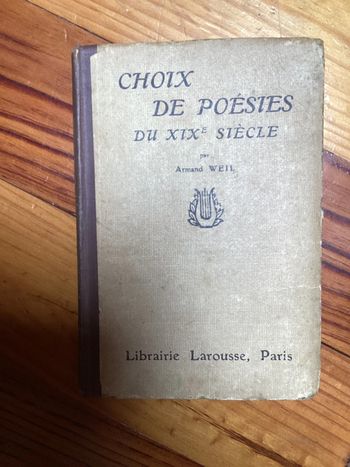 CHOIX
DE POÉSIES
DU XIXE SIÈCLE
par
Armand WEIL
Librairie Larousse, Paris